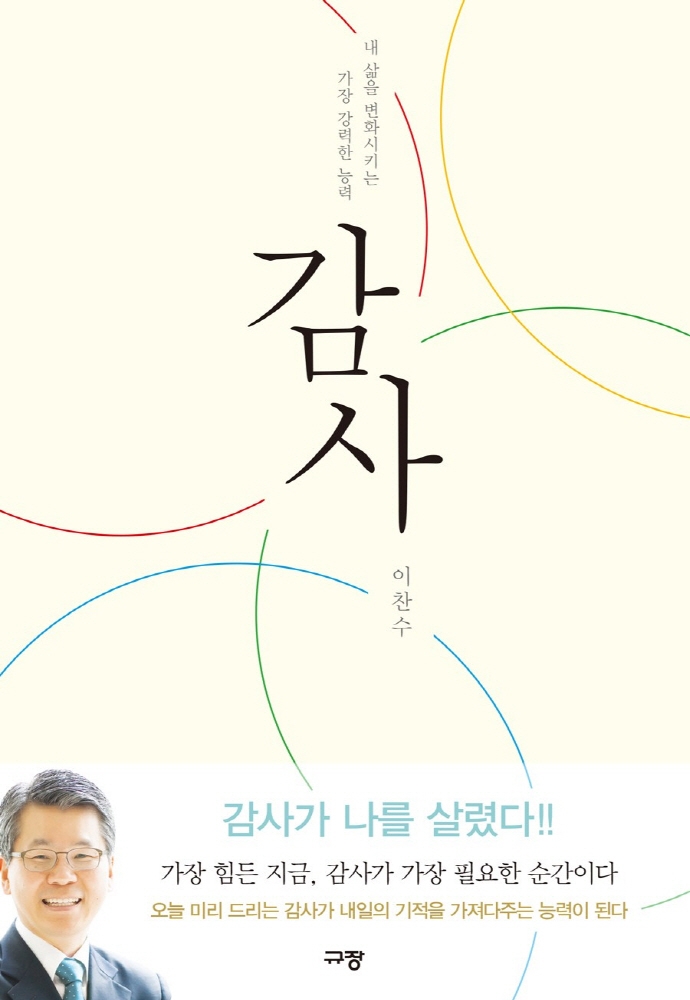 내 삶을 변화시키는
가장 강력한 능력
감사
이찬수
감사가 나를 살렸다!!
가장 힘든 지금, 감사가 가장 필요한 순간이다
오늘 미리 드리는 감사가 내일의 기적을 가져다주는 능력이 된다
규장